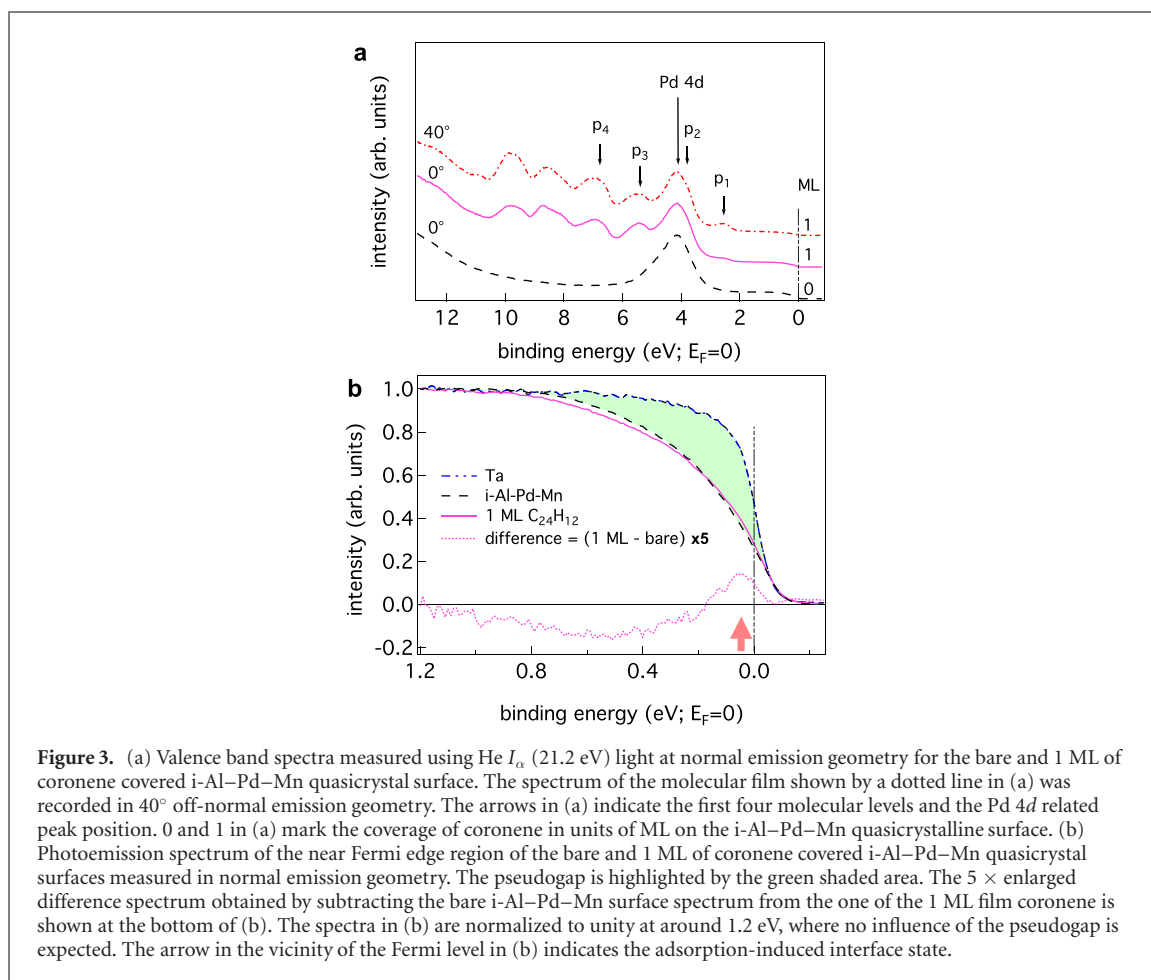 a
Pd 4d
p₄
p₂
p₃
p₁
40°
0°
0°
ML
1
1
0
intensity (arb. units)
12 10 8 6 4 2 0
binding energy (eV; E_F=0)
b
1.0
0.8
0.6
0.4
0.2
0.0
-0.2
intensity (arb. units)
Ta
i-Al-Pd-Mn
1 ML C₂₄H₁₂
difference = (1 ML - bare) x5
1.2 0.8 0.4 0.0
binding energy (eV; E_F=0)
Figure 3. (a) Valence band spectra measured using He I_α (21.2 eV) light at normal emission geometry for the bare and 1 ML of
coronene covered i-Al–Pd–Mn quasicrystal surface. The spectrum of the molecular film shown by a dotted line in (a) was
recorded in 40° off-normal emission geometry. The arrows in (a) indicate the first four molecular levels and the Pd 4d related
peak position. 0 and 1 in (a) mark the coverage of coronene in units of ML on the i-Al–Pd–Mn quasicrystalline surface. (b)
Photoemission spectrum of the near Fermi edge region of the bare and 1 ML of coronene covered i-Al–Pd–Mn quasicrystal
surfaces measured in normal emission geometry. The pseudogap is highlighted by the green shaded area. The 5 × enlarged
difference spectrum obtained by subtracting the bare i-Al–Pd–Mn surface spectrum from the one of the 1 ML film coronene is
shown at the bottom of (b). The spectra in (b) are normalized to unity at around 1.2 eV, where no influence of the pseudogap is
expected. The arrow in the vicinity of the Fermi level in (b) indicates the adsorption-induced interface state.